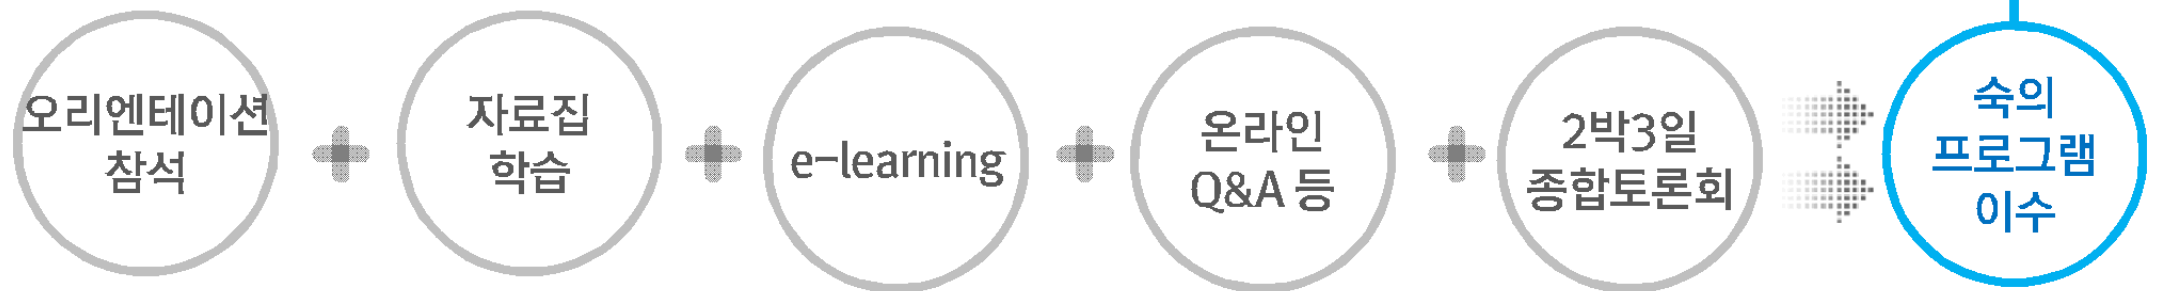 오리엔테이션
참석
자료집
학습
e-learning
온라인
Q&A 등
2박3일
종합토론회
숙의
프로그램
이수